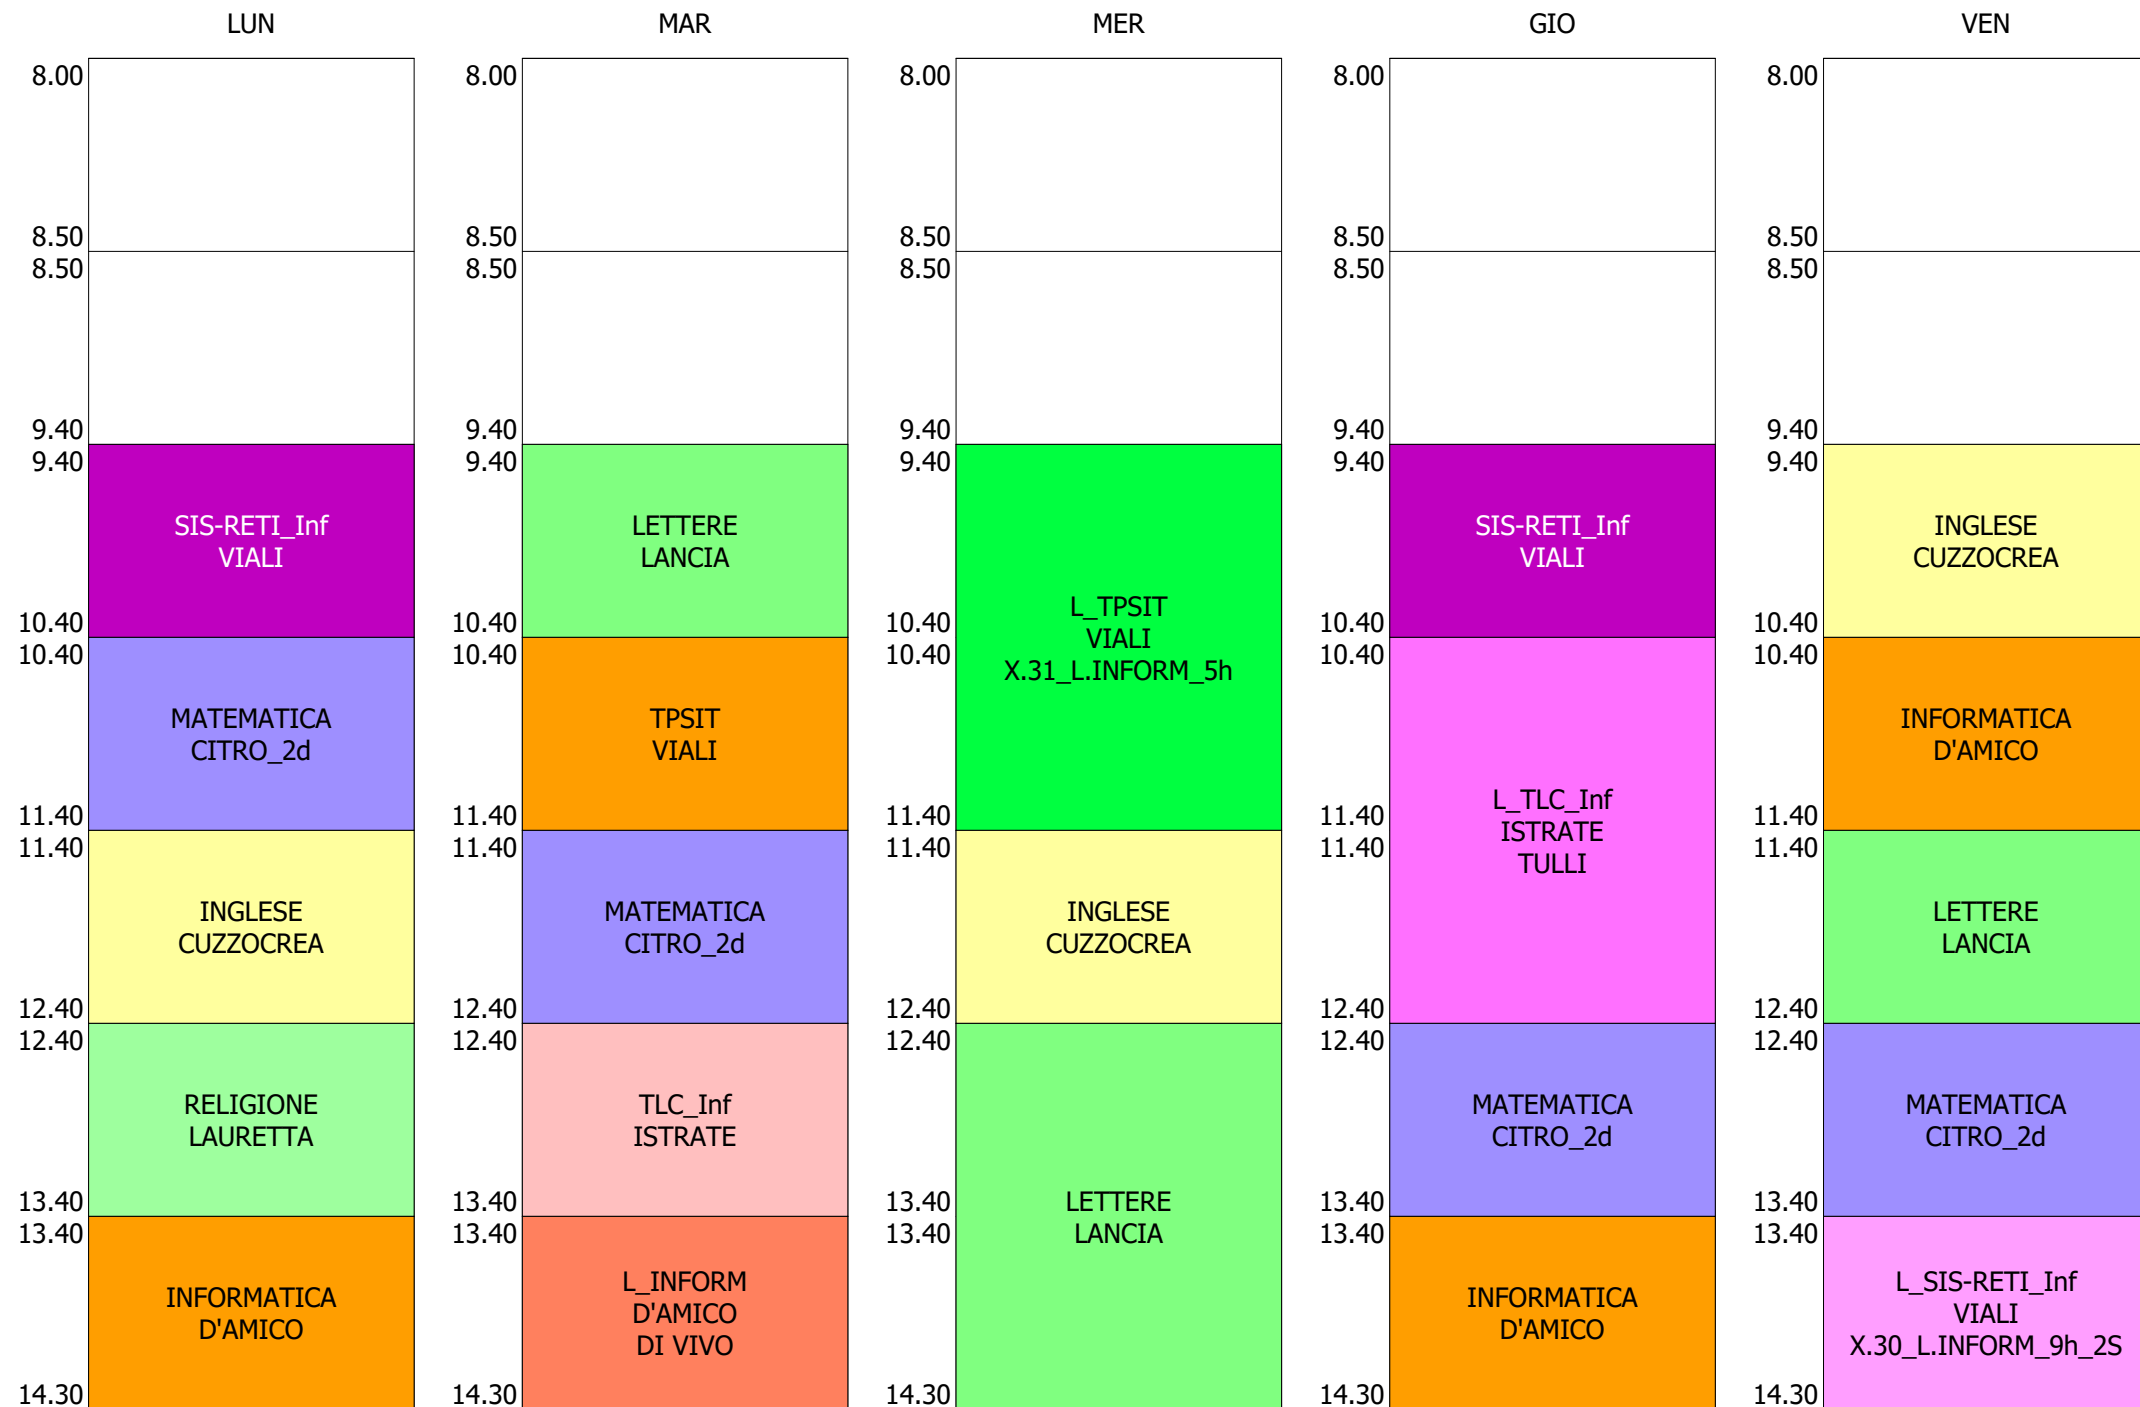 LUN MAR MER GIO VEN
8.00 8.00 8.00 8.00 8.00
8.50 8.50 8.50 8.50 8.50
8.50 8.50 8.50 8.50 8.50
9.40 9.40 9.40 9.40 9.40
9.40 9.40 9.40 9.40 9.40
SIS-RETI_Inf LETTERE SIS-RETI_Inf INGLESE
VIALI LANCIA VIALI CUZZOCREA
L_TPSIT
10.40 10.40 10.40 10.40 10.40
VIALI
10.40 10.40 10.40 10.40 10.40
X.31_L.INFORM_5h
MATEMATICA TPSIT INFORMATICA
CITRO_2d VIALI D'AMICO
L_TLC_Inf
11.40 11.40 11.40 11.40 11.40
ISTRATE
11.40 11.40 11.40 11.40 11.40
TULLI
INGLESE MATEMATICA INGLESE LETTERE
CUZZOCREA CITRO_2d CUZZOCREA LANCIA
12.40 12.40 12.40 12.40 12.40
12.40 12.40 12.40 12.40 12.40
RELIGIONE TLC_Inf MATEMATICA MATEMATICA
LAURETTA ISTRATE CITRO_2d CITRO_2d
13.40 13.40 13.40 13.40 13.40
LETTERE
13.40 13.40 13.40 13.40 13.40
LANCIA
INFORMATICA L_INFORM INFORMATICA L_SIS-RETI_Inf
D'AMICO D'AMICO D'AMICO VIALI
DI VIVO X.30_L.INFORM_9h_2S
14.30 14.30 14.30 14.30 14.30